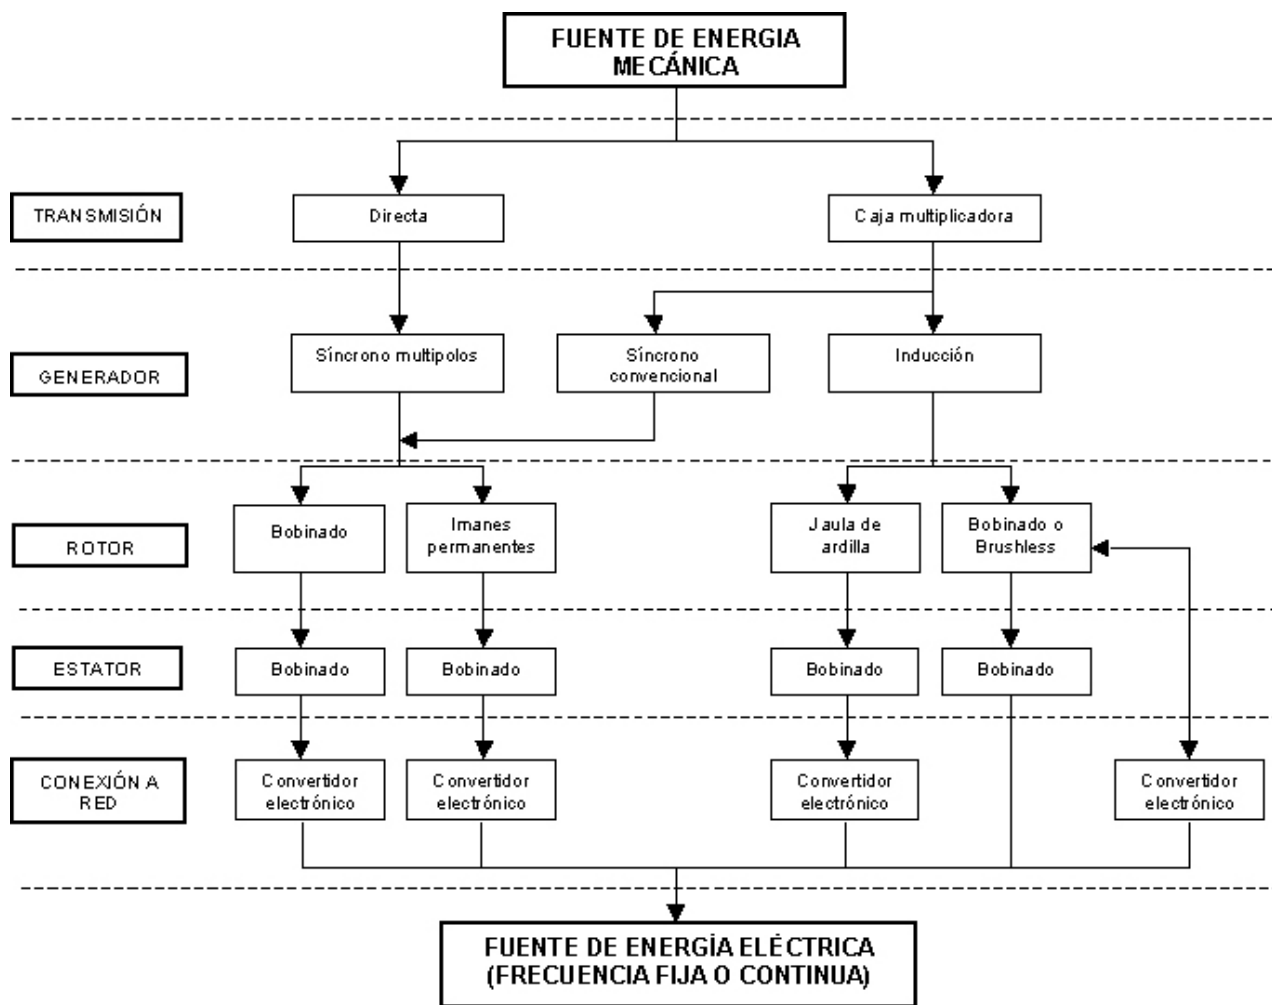 FUENTE DE ENERGIA
MECÁNICA
TRANSMISIÓN
Directa
Caja multiplicadora
GENERADOR
Síncrono multipolos
Síncrono
convencional
Inducción
ROTOR
Bobinado
Imanes
permanentes
Jaula de
ardilla
Bobinado o
Brushless
ESTATOR
Bobinado
Bobinado
Bobinado
Bobinado
CONEXIÓN A
RED
Convertidor
electrónico
Convertidor
electrónico
Convertidor
electrónico
Convertidor
electrónico
FUENTE DE ENERGÍA ELÉCTRICA
(FRECUENCIA FIJA O CONTINUA)